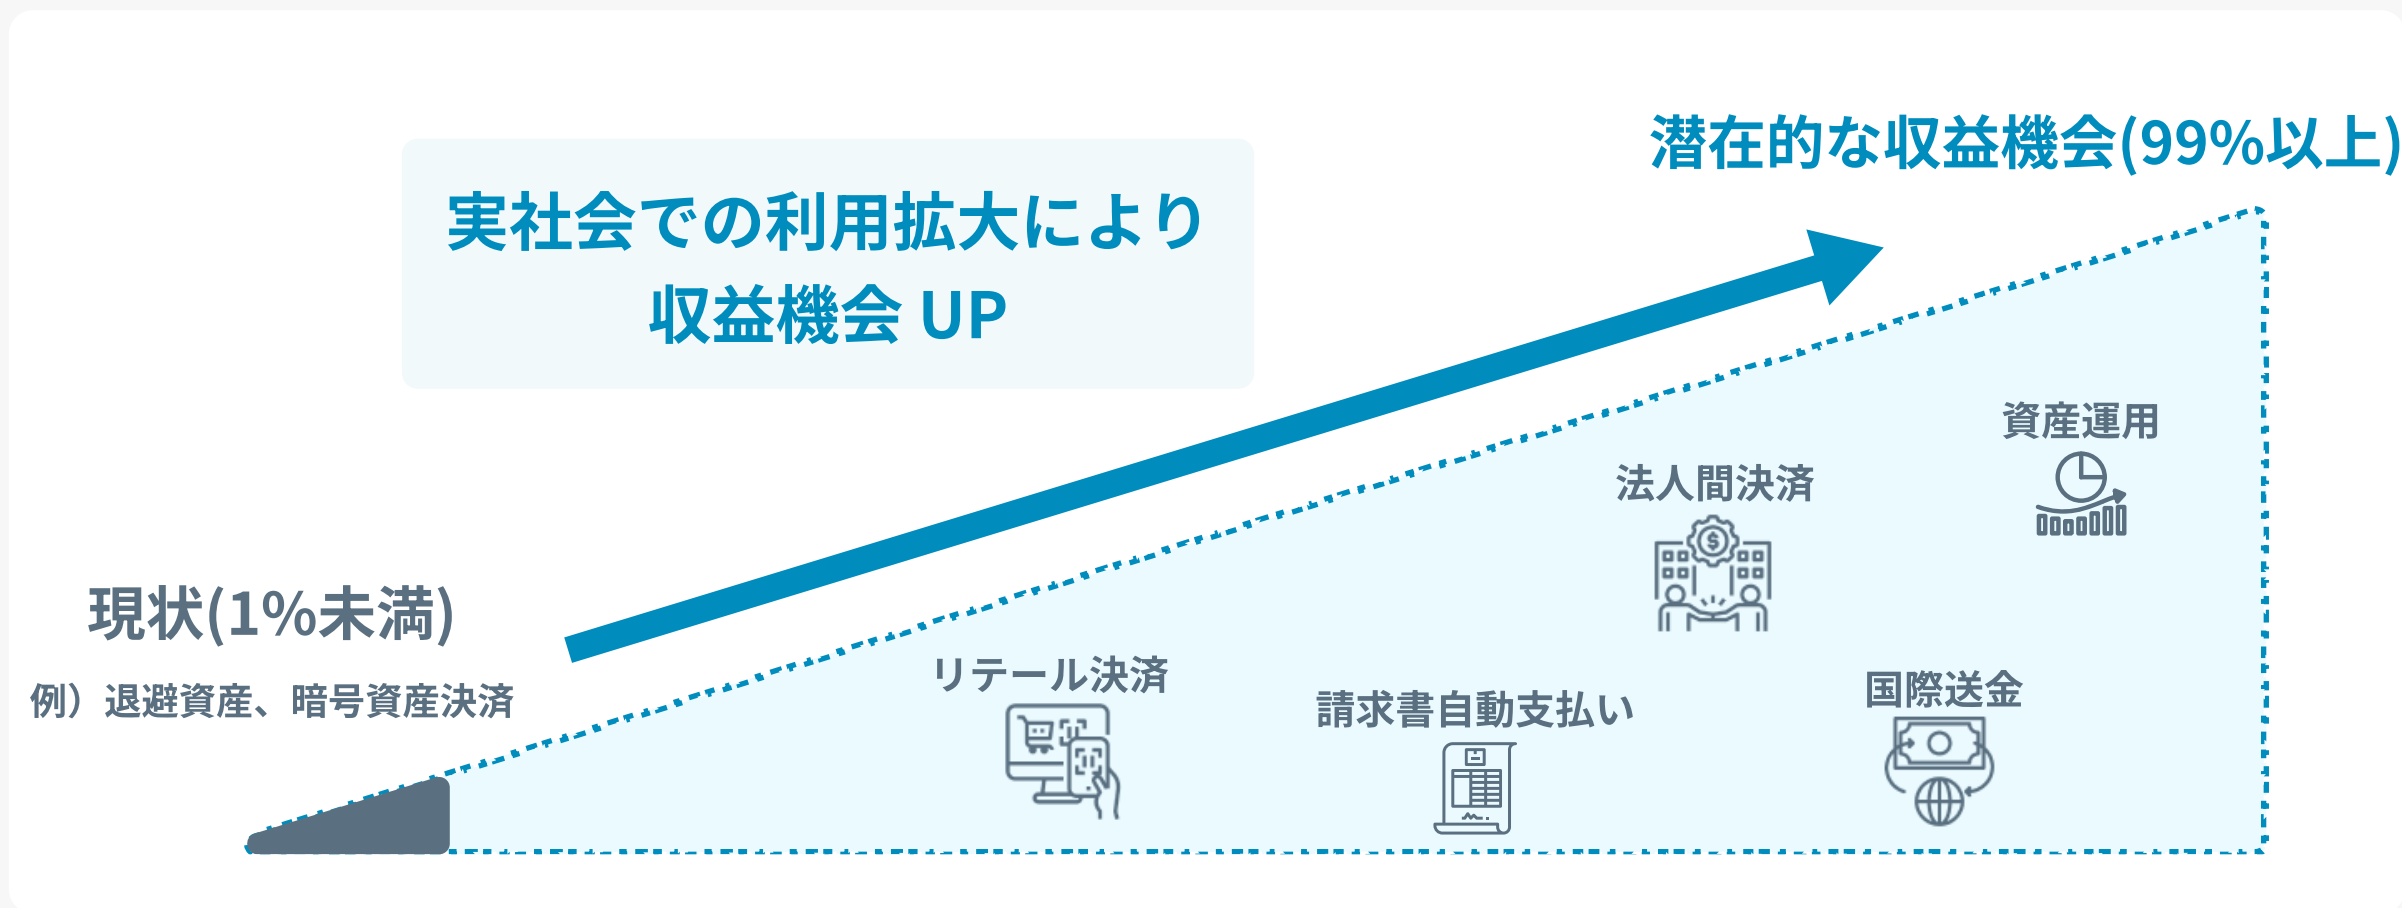 潜在的な収益機会(99%以上)
実社会での利用拡大により
収益機会 UP
資産運用
法人間決済
現状(1%未満)
例）退避資産、暗号資産決済
リテール決済
請求書自動支払い
国際送金